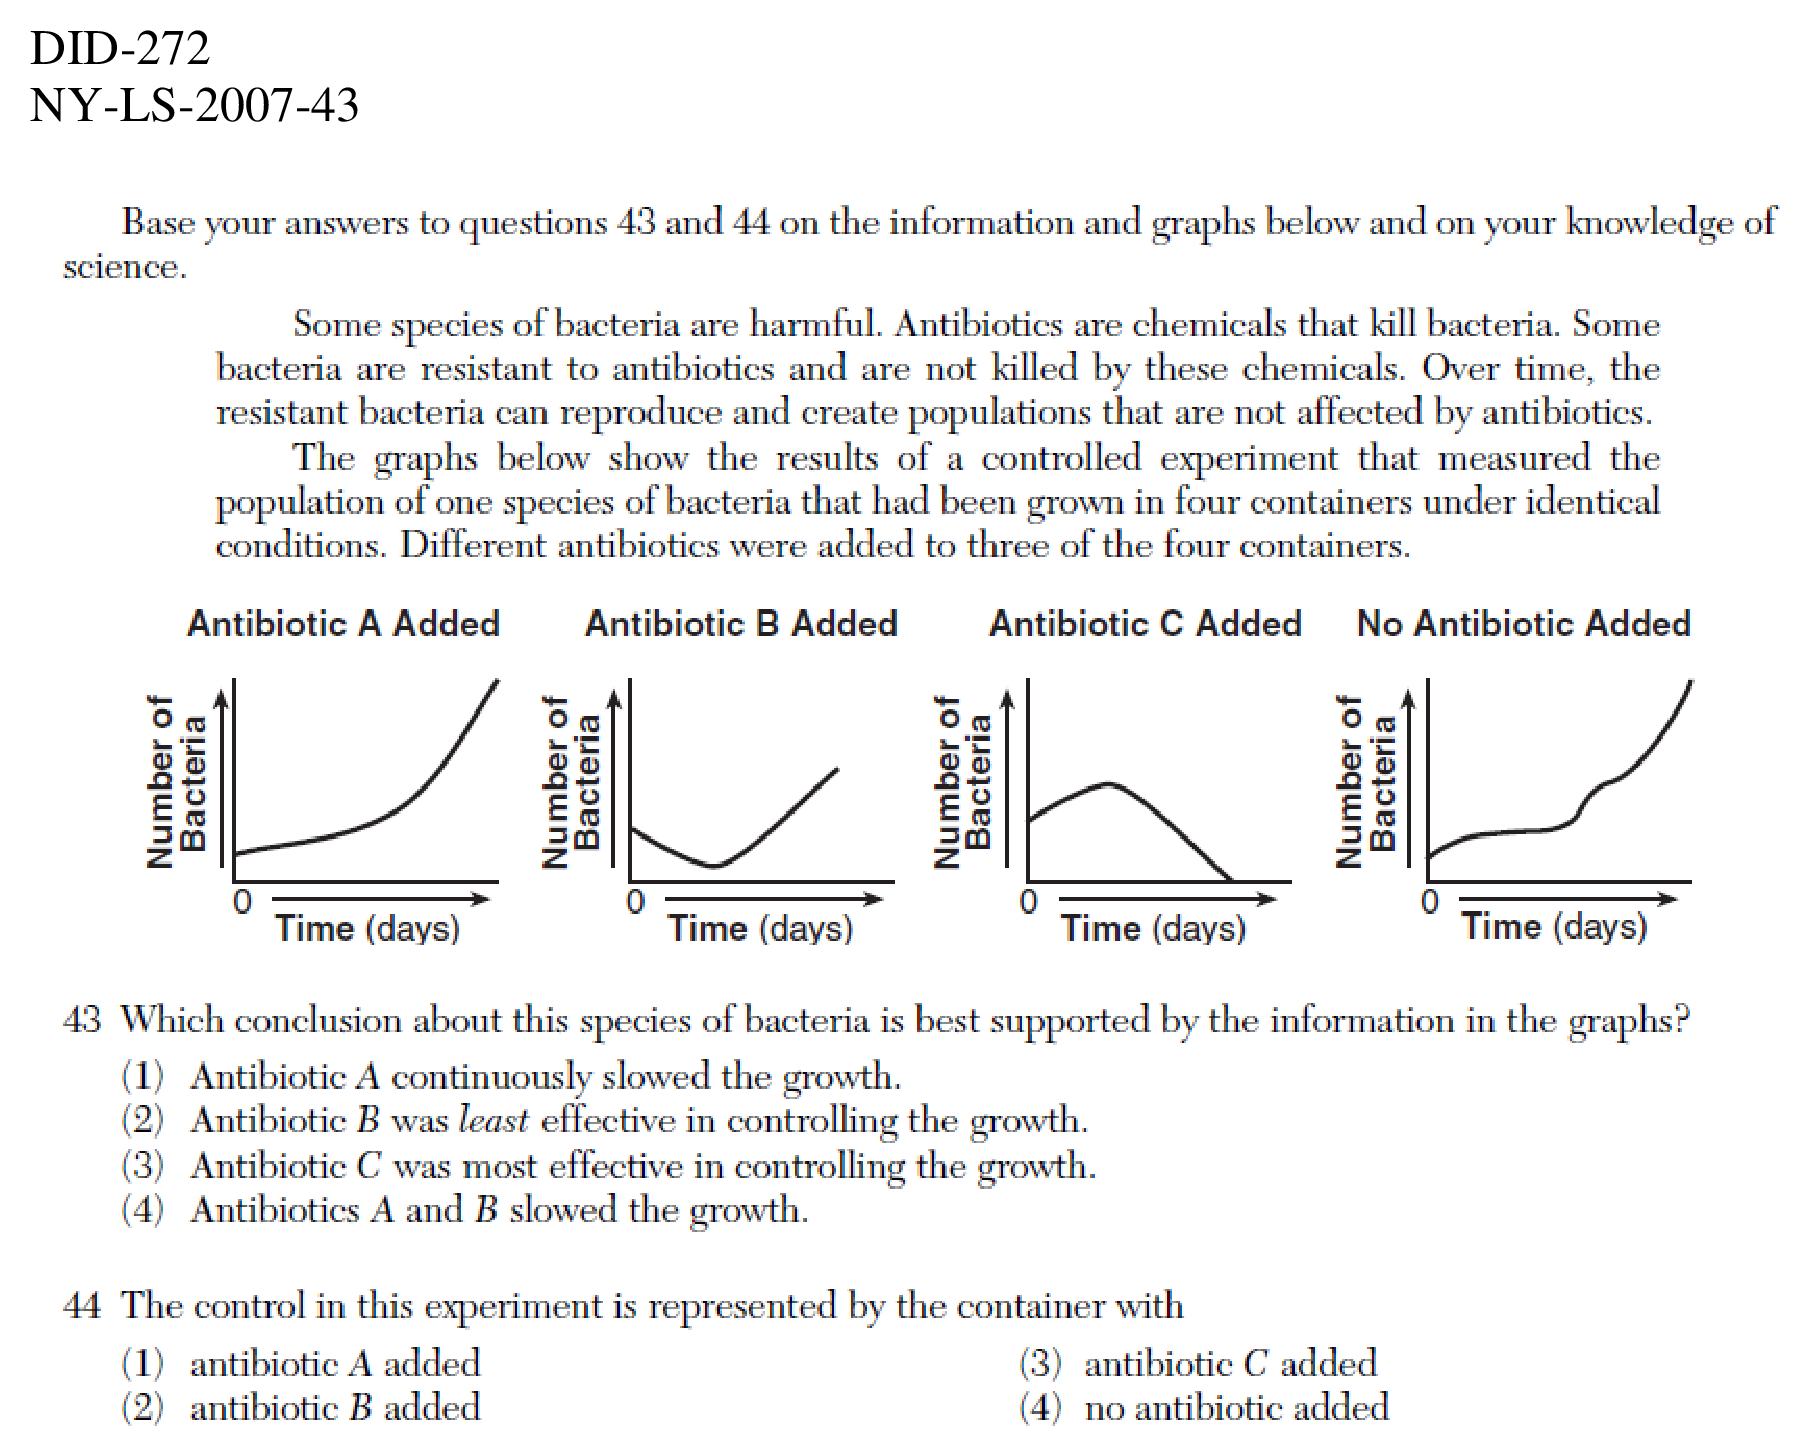 DID-272
NY-LS-2007-43
Base your answers to questions 43 and 44 on the information and graphs below and on your knowledge of
science.
Some species of bacteria are harmful. Antibiotics are chemicals that kill bacteria. Some
bacteria are resistant to antibiotics and are not killed by these chemicals. Over time, the
resistant bacteria can reproduce and create populations that are not affected by antibiotics.
The graphs below show the results of a controlled experiment that measured the
population of one species of bacteria that had been grown in four containers under identical
conditions. Different antibiotics were added to three of the four containers.
Antibiotic A Added
Number of
Bacteria
0
Time (days)
Antibiotic B Added
Number of
Bacteria
0
Time (days)
Antibiotic C Added
Number of
Bacteria
0
Time (days)
No Antibiotic Added
Number of
Bacteria
0
Time (days)
43 Which conclusion about this species of bacteria is best supported by the information in the graphs?
(1) Antibiotic A continuously slowed the growth.
(2) Antibiotic B was least effective in controlling the growth.
(3) Antibiotic C was most effective in controlling the growth.
(4) Antibiotics A and B slowed the growth.
44 The control in this experiment is represented by the container with
(1) antibiotic A added
(2) antibiotic B added
(3) antibiotic C added
(4) no antibiotic added